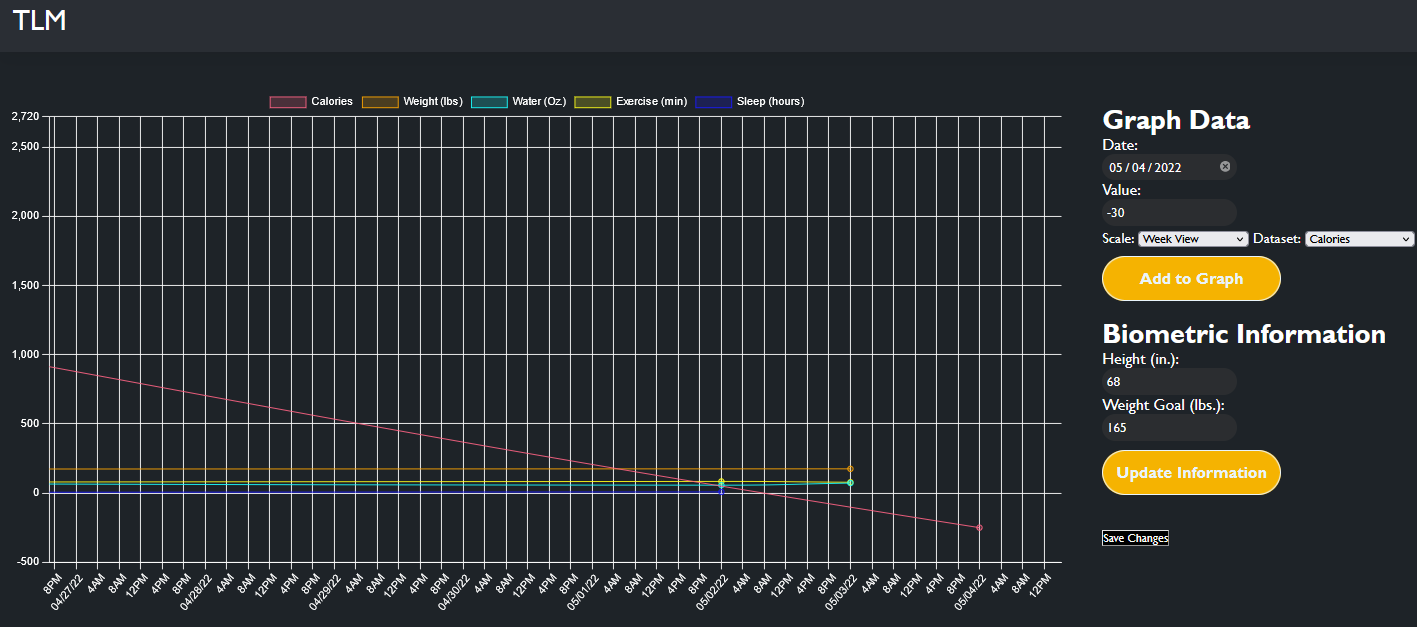 TLM
Calories Weight (lbs) Water (Oz.) Exercise (min) Sleep (hours)
2,720
2,500
2,000
1,500
1,000
500
0
-500
8PM 04/27/22 4AM 8AM 12PM 4PM 8PM 04/28/22 4AM 8AM 12PM 4PM 8PM 04/29/22 4AM 8AM 12PM 4PM 8PM 04/30/22 4AM 8AM 12PM 4PM 8PM 05/01/22 4AM 8AM 12PM 4PM 8PM 05/02/22 4AM 8AM 12PM 4PM 8PM 05/03/22 4AM 8AM 12PM 4PM 8PM 05/04/22 4AM 8AM 12PM
Graph Data
Date:
05 / 04 / 2022
Value:
-30
Scale: Week View Dataset: Calories
Add to Graph
Biometric Information
Height (in.):
68
Weight Goal (lbs.):
165
Update Information
Save Changes